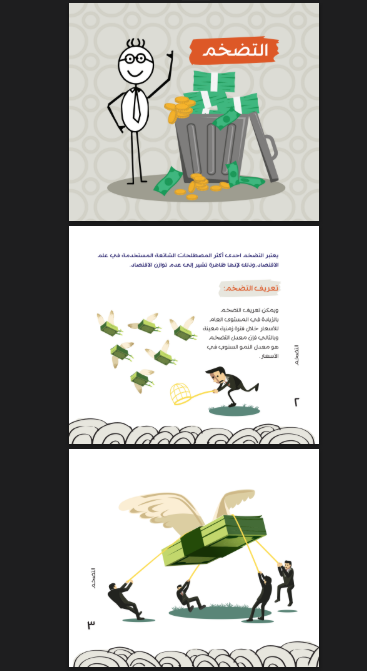 التضخم
يعتبر التضخم احدى أكثر المصطلحات الشائعة المستخدمة في علم
الاقتصاد، وذلك لإنها ظاهرة تشير إلى عدم توازن الاقتصاد.
تعريف التضخم:
ويمكن تعريف التضخم
بالزيادة في المستوى العام
للأسعار خلال فترة زمنية معينة
وبالتالي فإن معدل التضخم
هو معدل النمو السنوي في
الأسعار.
التضخم
٢
التضخم
٣